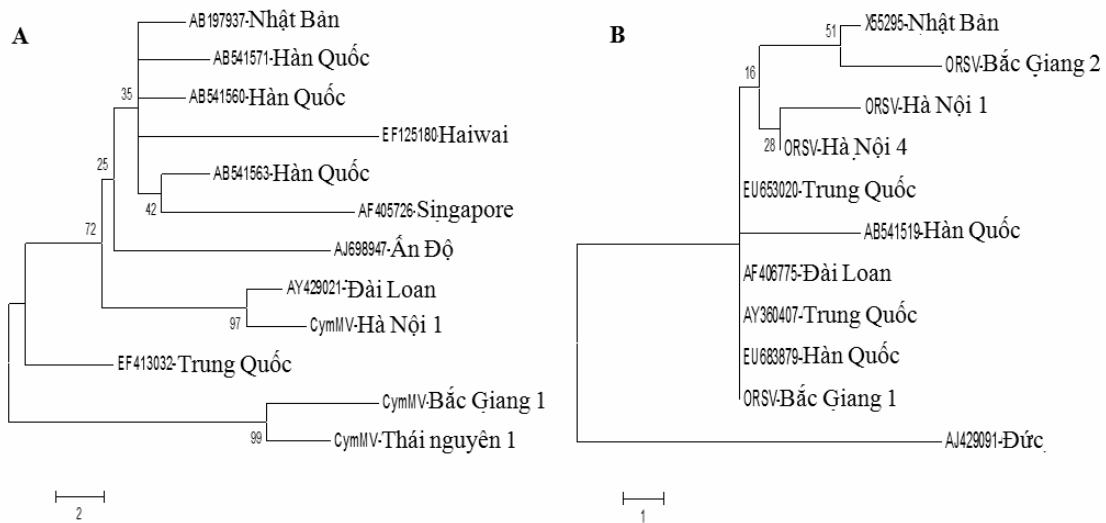 A
AB197937-Nhật Bản
AB541571-Hàn Quốc
35
AB541560-Hàn Quốc
EF125180-Haiwai
25
AB541563-Hàn Quốc
42
AF405726-Singapore
72
AJ698947-Ấn Độ
AY429021-Đài Loan
97
CymMV-Hà Nội 1
EF413032-Trung Quốc
CymMV-Bắc Giang 1
99
CymMV-Thái nguyên 1
2
B
X55295-Nhật Bản
51
ORSV-Bắc Giang 2
16
ORSV-Hà Nội 1
28
ORSV-Hà Nội 4
EU653020-Trung Quốc
AB541519-Hàn Quốc
AF406775-Đài Loan
AY360407-Trung Quốc
EU683879-Hàn Quốc
ORSV-Bắc Giang 1
AJ429091-Đức
1